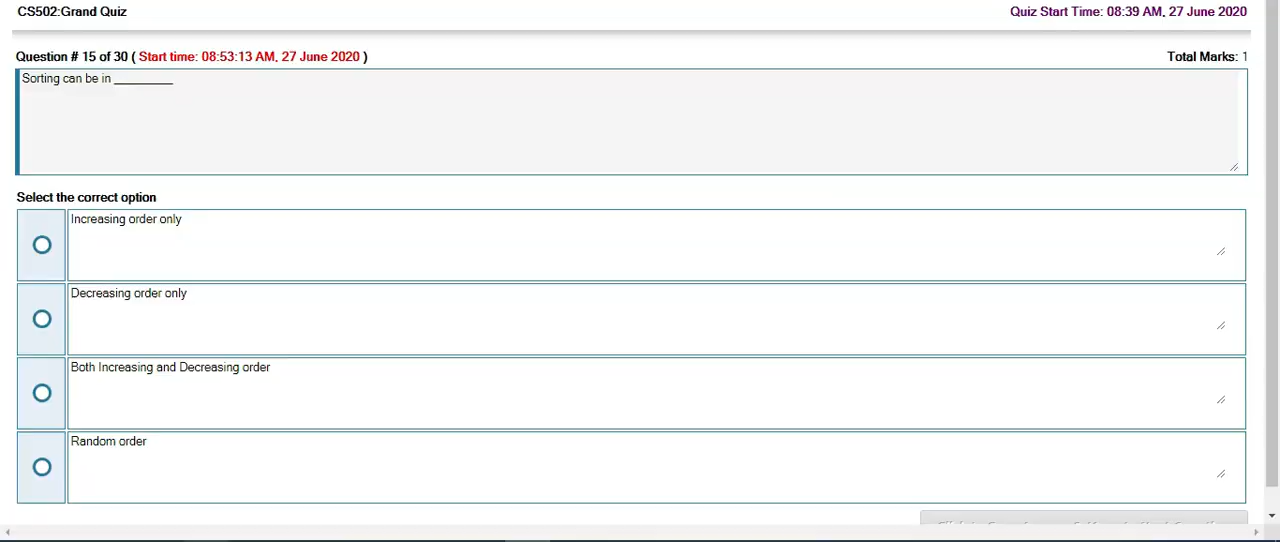 CS502:Grand Quiz
Quiz Start Time: 08:39 AM, 27 June 2020
Question # 15 of 30 ( Start time: 08:53:13 AM, 27 June 2020 )
Total Marks: 1
Sorting can be in _________
Select the correct option
Increasing order only
Decreasing order only
Both Increasing and Decreasing order
Random order